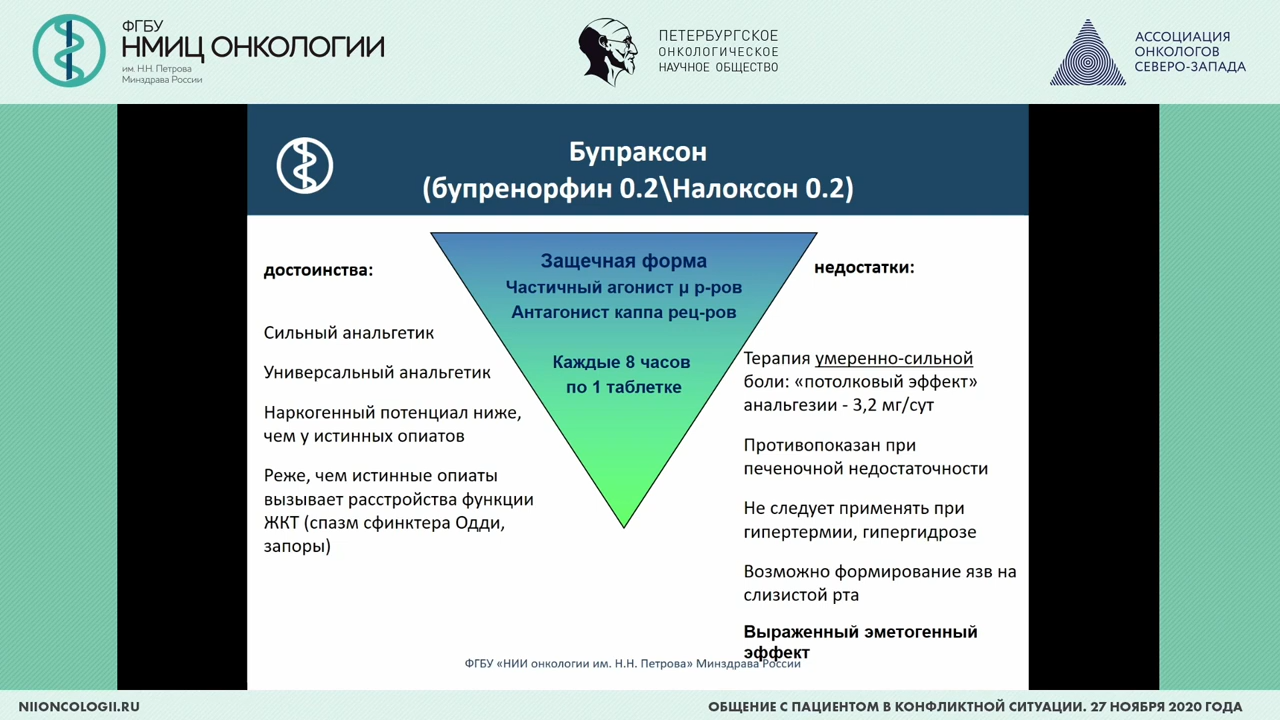 ФГБУ
НМИЦ ОНКОЛОГИИ
им. Н.Н. Петрова
Минздрава России
ПЕТЕРБУРГСКОЕ
ОНКОЛОГИЧЕСКОЕ
НАУЧНОЕ ОБЩЕСТВО
АССОЦИАЦИЯ
ОНКОЛОГОВ
СЕВЕРО-ЗАПАДА
Бупраксон
(бупренорфин 0.2\Налоксон 0.2)
достоинства:
Сильный анальгетик
Универсальный анальгетик
Наркогенный потенциал ниже,
чем у истинных опиатов
Реже, чем истинные опиаты
вызывает расстройства функции
ЖКТ (спазм сфинктера Одди,
запоры)
Защечная форма
Частичный агонист μ р-ров
Антагонист каппа рец-ров
Каждые 8 часов
по 1 таблетке
недостатки:
Терапия умеренно-сильной
боли: «потолковый эффект»
анальгезии - 3,2 мг/сут
Противопоказан при
печеночной недостаточности
Не следует применять при
гипертермии, гипергидрозе
Возможно формирование язв на
слизистой рта
Выраженный эметогенный
эффект
ФГБУ «НИИ онкологии им. Н.Н. Петрова» Минздрава России
NIIONCOLOGII.RU
ОБЩЕНИЕ С ПАЦИЕНТОМ В КОНФЛИКТНОЙ СИТУАЦИИ. 27 НОЯБРЯ 2020 ГОДА